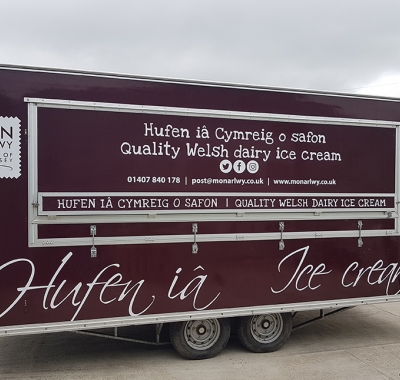 Hufen iâ Cymreig o safon
Quality Welsh dairy ice cream
01407 840 178 | post@monarlwy.co.uk | www.monarlwy.co.uk
HUFEN IÂ CYMREIG O SAFON | QUALITY WELSH DAIRY ICE CREAM
Hufen iâ Ice cream